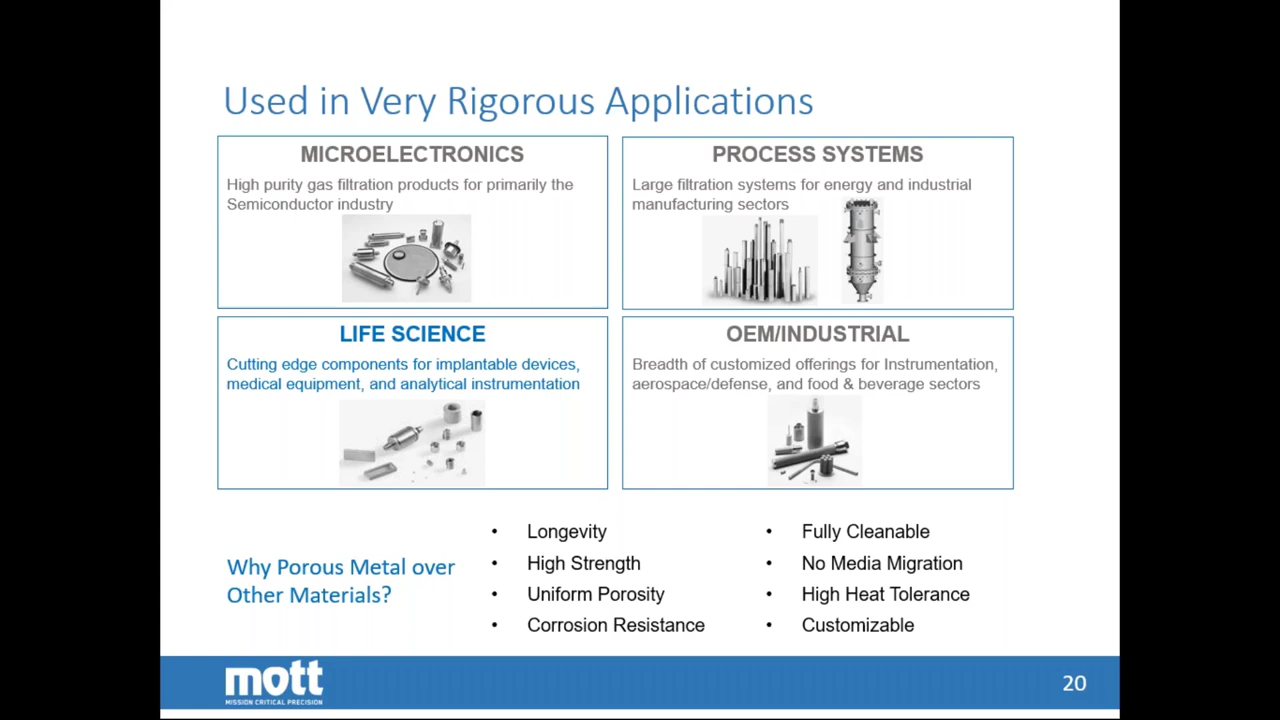 Used in Very Rigorous Applications
MICROELECTRONICS
High purity gas filtration products for primarily the
Semiconductor industry
PROCESS SYSTEMS
Large filtration systems for energy and industrial
manufacturing sectors
LIFE SCIENCE
Cutting edge components for implantable devices,
medical equipment, and analytical instrumentation
OEM/INDUSTRIAL
Breadth of customized offerings for Instrumentation,
aerospace/defense, and food & beverage sectors
Why Porous Metal over
Other Materials?
• Longevity
• High Strength
• Uniform Porosity
• Corrosion Resistance
• Fully Cleanable
• No Media Migration
• High Heat Tolerance
• Customizable
mott
MISSION CRITICAL PRECISION
20